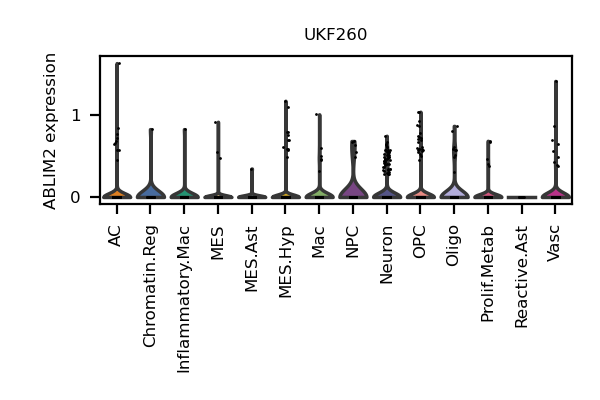 UKF260
ABLIM2 expression
1
0
AC
Chromatin.Reg
Inflammatory.Mac
MES
MES.Ast
MES.Hyp
Mac
NPC
Neuron
OPC
Oligo
Prolif.Metab
Reactive.Ast
Vasc